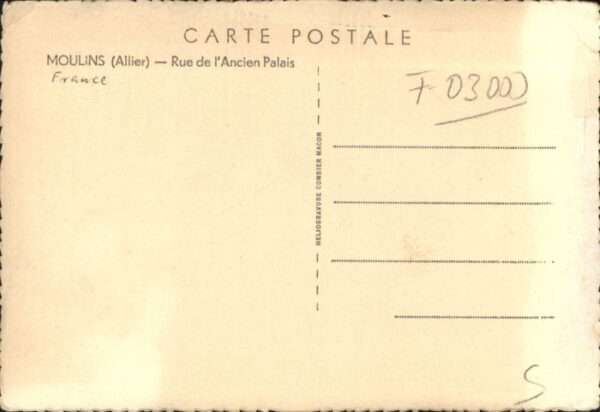 CARTE POSTALE
MOULINS (Allier) — Rue de l'Ancien Palais
France
F 03000
HELIOGRAVURE COMBIER MACON
S